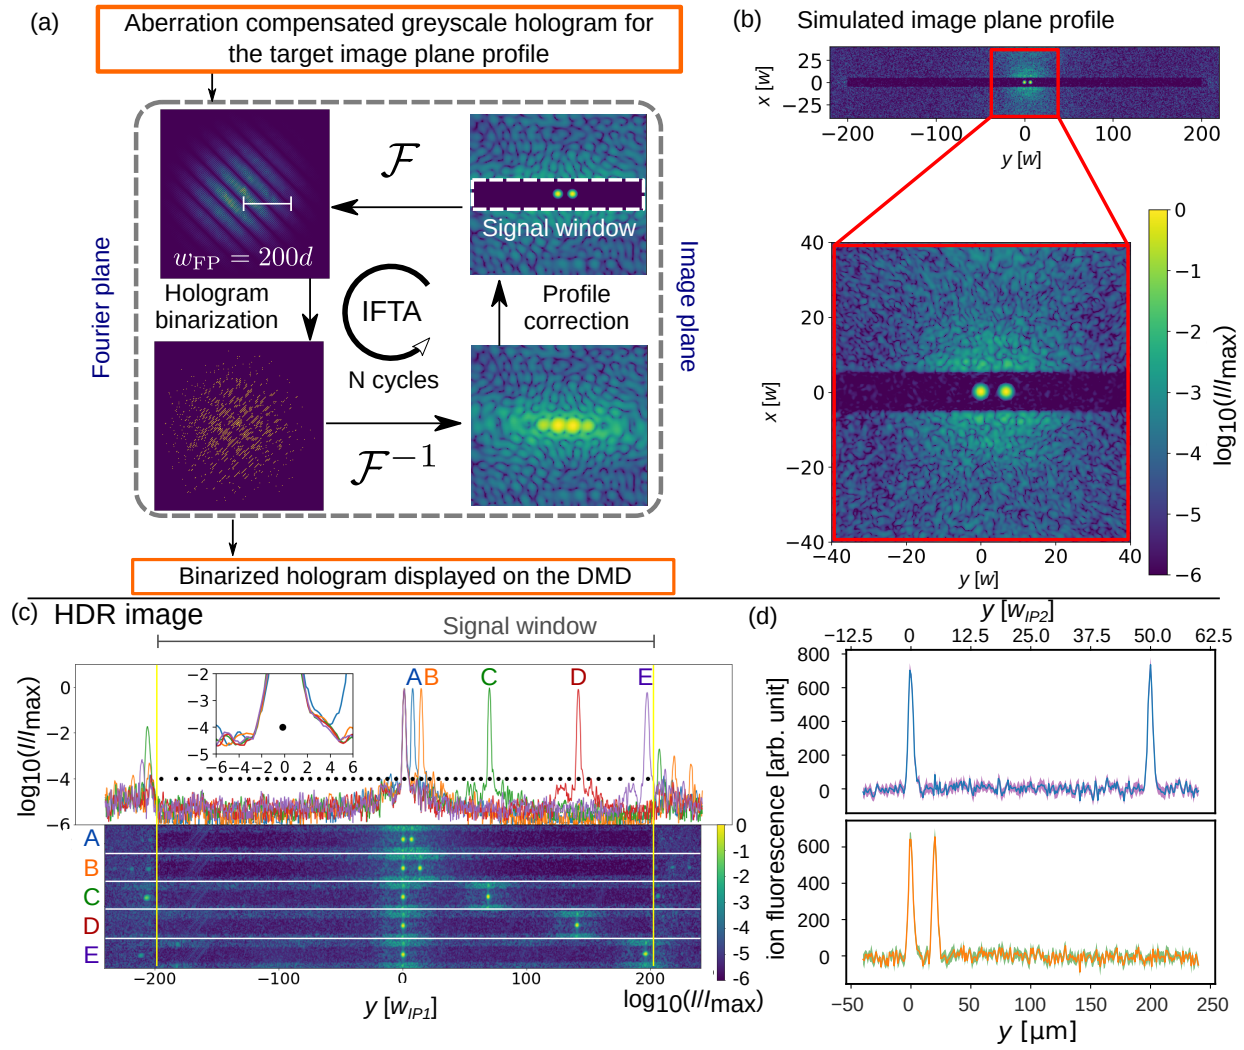 (a)
Aberration compensated greyscale hologram for
the target image plane profile
Fourier plane
w_FP = 200d
Hologram
binarization
F
IFTA
N cycles
F⁻¹
Signal window
Profile
correction
Image plane
Binarized hologram displayed on the DMD
(b)
Simulated image plane profile
x [w]
25
0
−25
−200
−100
0
100
200
y [w]
x [w]
40
20
0
−20
−40
−40
−20
0
20
40
y [w]
0
−1
−2
−3
−4
−5
−6
log10(I/Imax)
(c)
HDR image
Signal window
A
B
C
D
E
log10(I/Imax)
0
−2
−4
−6
−2
−3
−4
−5
−6
−4
−2
0
2
4
6
A
B
C
D
E
0
-1
-2
-3
-4
-5
-6
log10(I/Imax)
−200
−100
0
100
200
y [wIP1]
(d)
y [wIP2]
−12.5
0
12.5
25.0
37.5
50.0
62.5
ion fluorescence [arb. unit]
800
600
400
200
0
600
400
200
0
−50
0
50
100
150
200
250
y [µm]